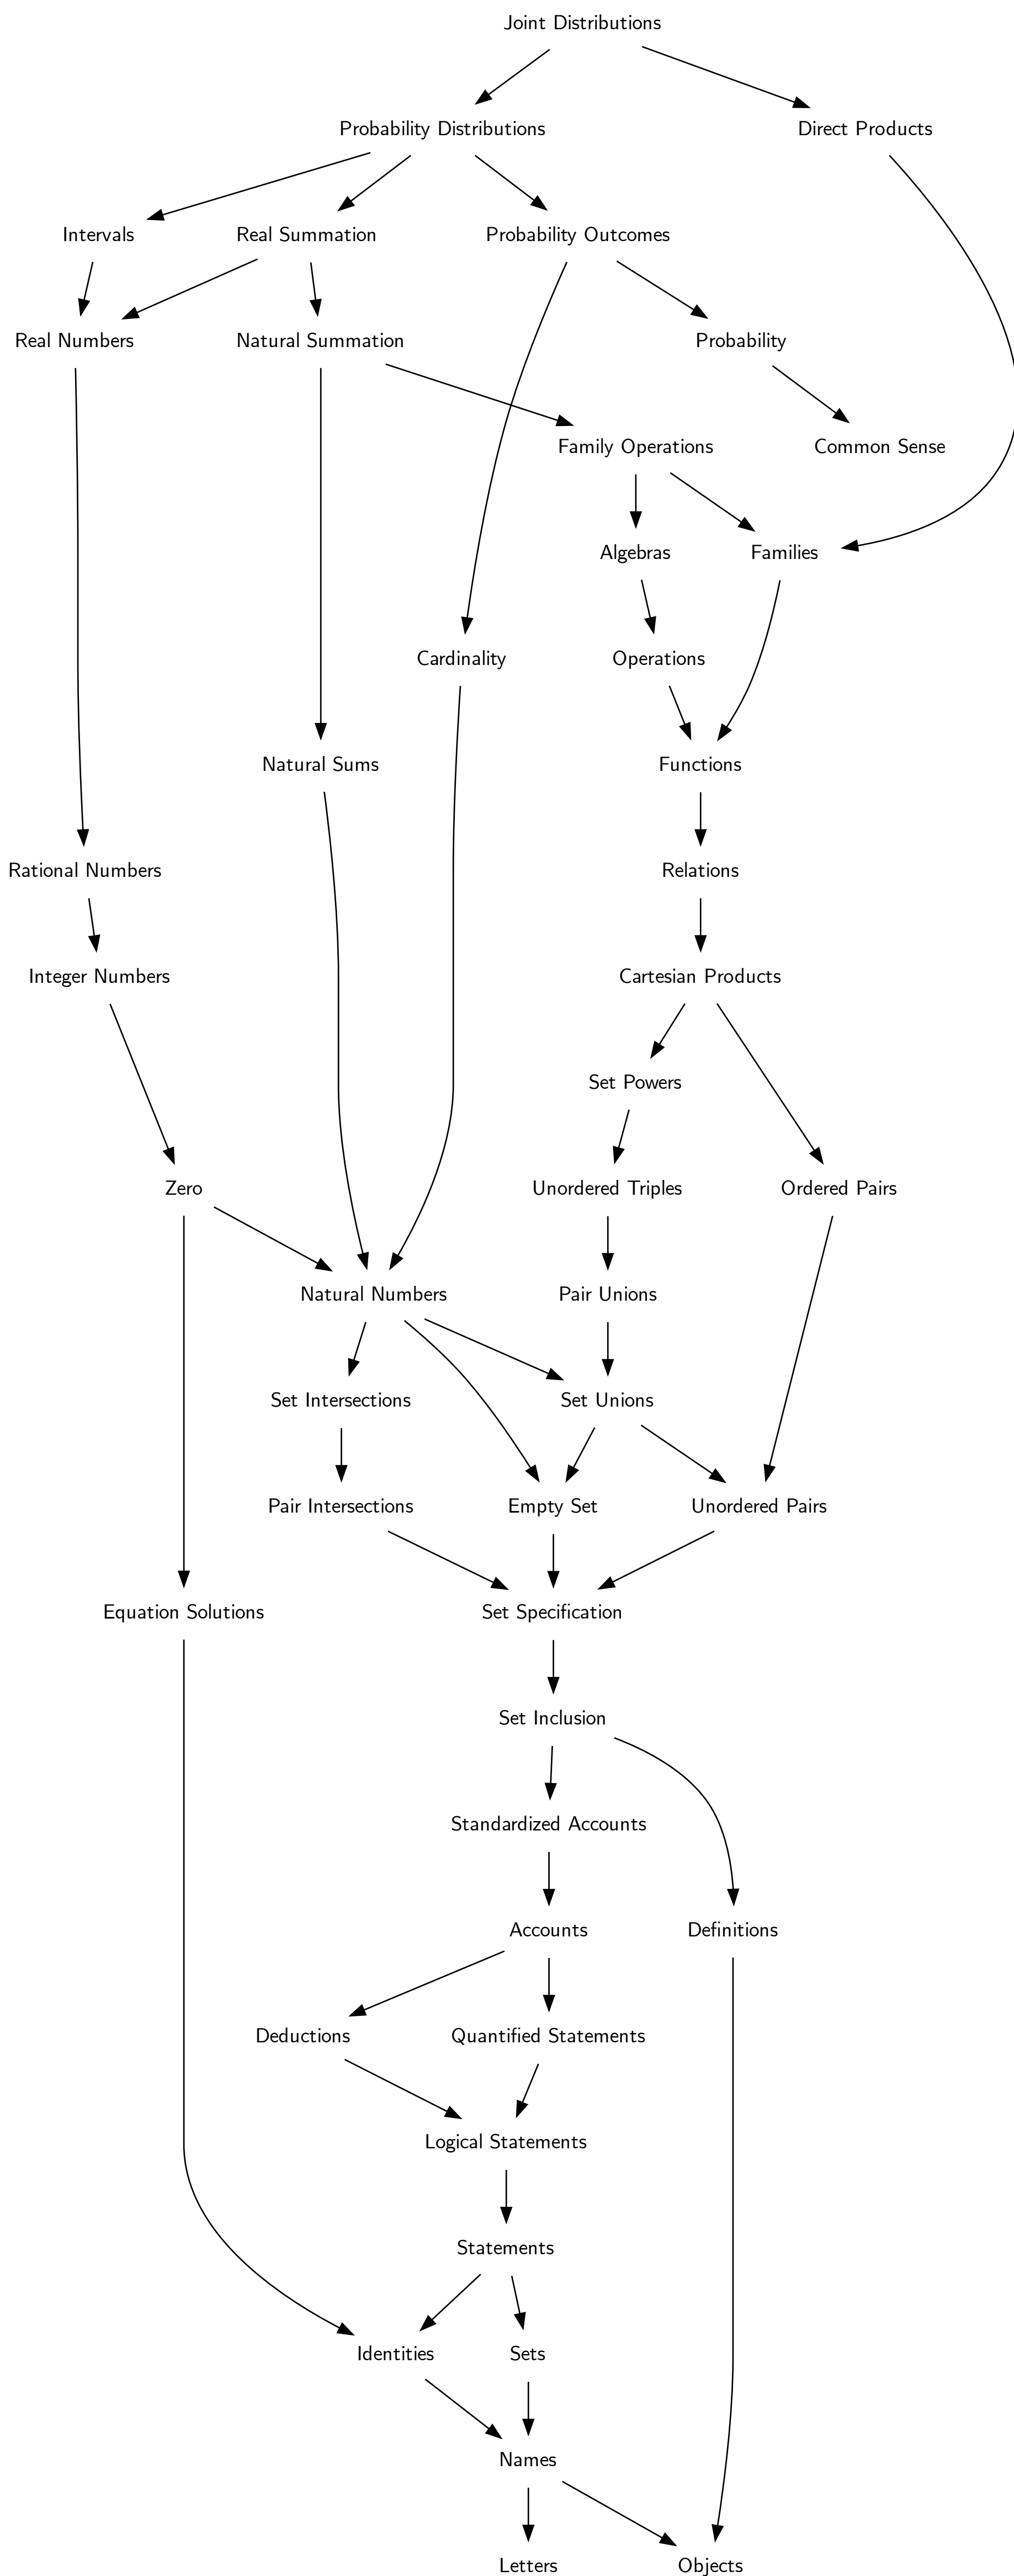 Joint Distributions
Probability Distributions
Direct Products
Intervals
Real Summation
Probability Outcomes
Real Numbers
Natural Summation
Probability
Family Operations
Common Sense
Algebras
Families
Cardinality
Operations
Natural Sums
Functions
Rational Numbers
Relations
Integer Numbers
Cartesian Products
Set Powers
Zero
Unordered Triples
Ordered Pairs
Natural Numbers
Pair Unions
Set Intersections
Set Unions
Pair Intersections
Empty Set
Unordered Pairs
Equation Solutions
Set Specification
Set Inclusion
Standardized Accounts
Accounts
Definitions
Deductions
Quantified Statements
Logical Statements
Statements
Identities
Sets
Names
Letters
Objects